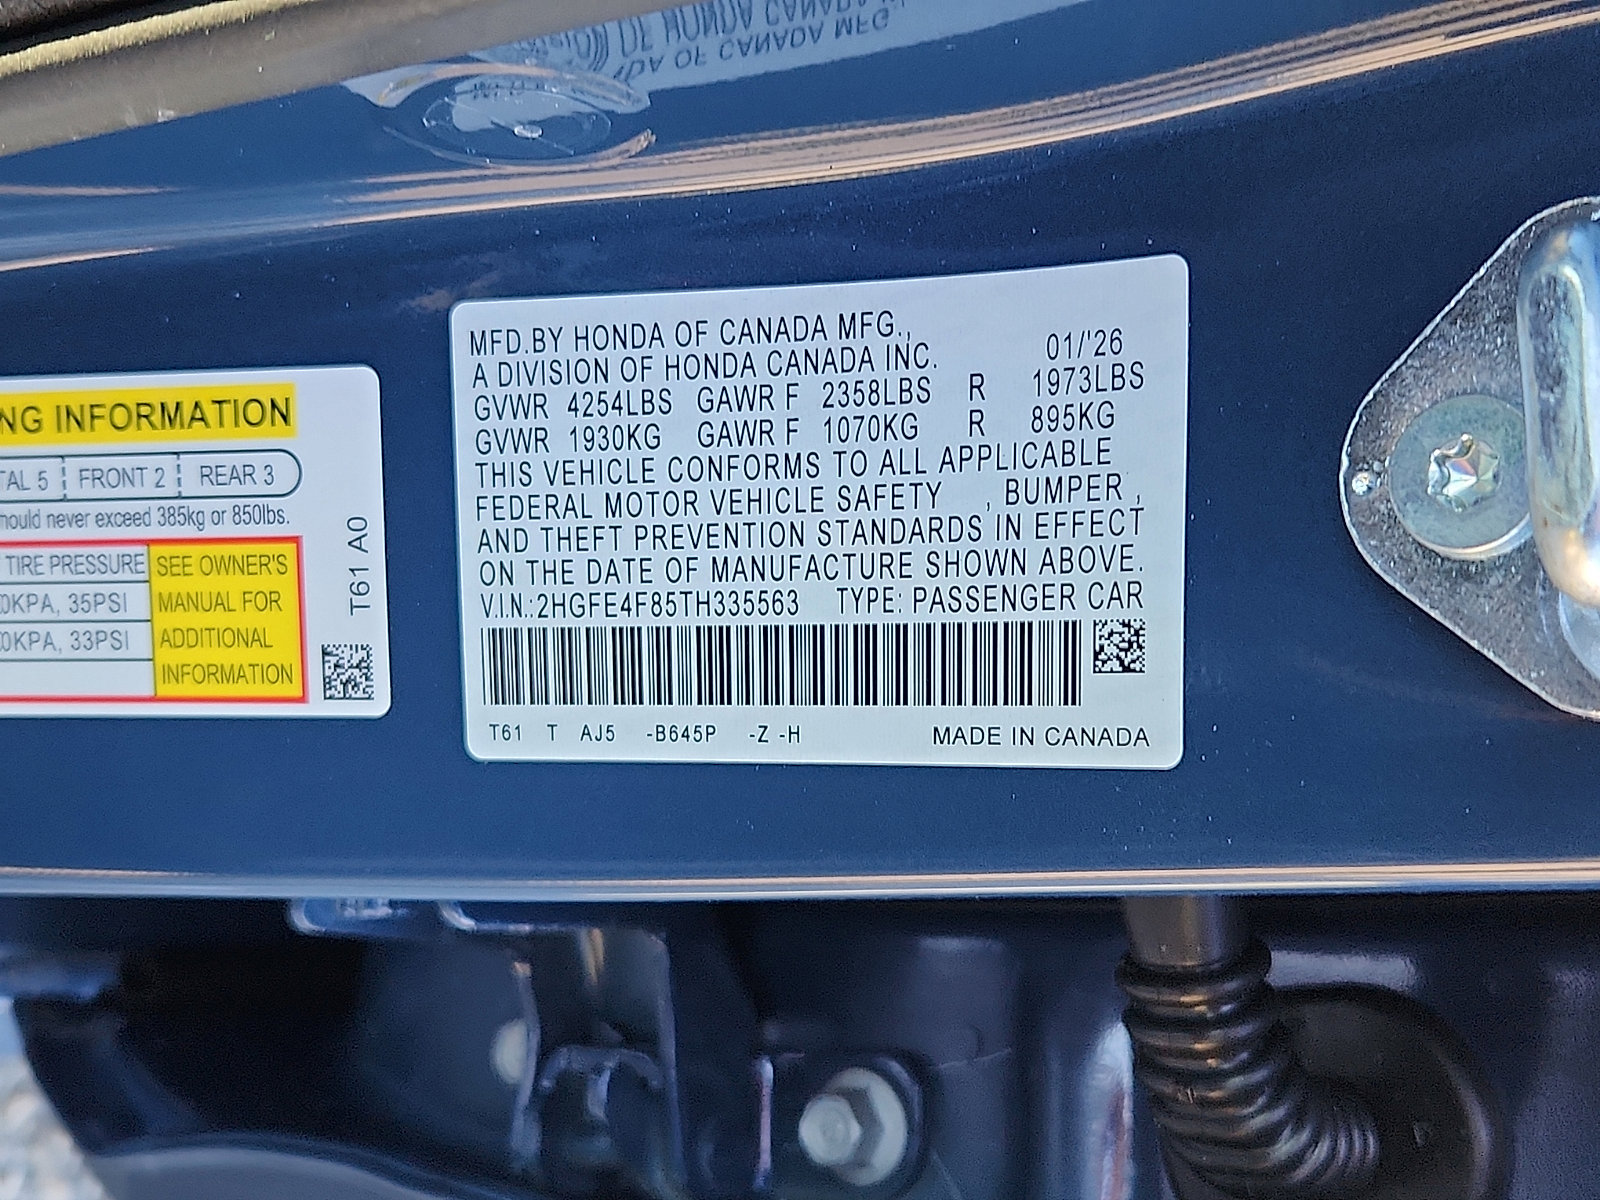 MFD.BY HONDA OF CANADA MFG.,
A DIVISION OF HONDA CANADA INC. 01/'26
GVWR 4254LBS GAWR F 2358LBS R 1973LBS
GVWR 1930KG GAWR F 1070KG R 895KG
THIS VEHICLE CONFORMS TO ALL APPLICABLE
FEDERAL MOTOR VEHICLE SAFETY , BUMPER ,
AND THEFT PREVENTION STANDARDS IN EFFECT
ON THE DATE OF MANUFACTURE SHOWN ABOVE.
V.I.N.:2HGFE4F85TH335563 TYPE: PASSENGER CAR
T61 T AJ5 -B645P -Z -H MADE IN CANADA
NG INFORMATION
TAL 5 FRONT 2 REAR 3
hould never exceed 385kg or 850lbs.
TIRE PRESSURE
0KPA, 35PSI
0KPA, 33PSI
SEE OWNER'S
MANUAL FOR
ADDITIONAL
INFORMATION
T61 A0